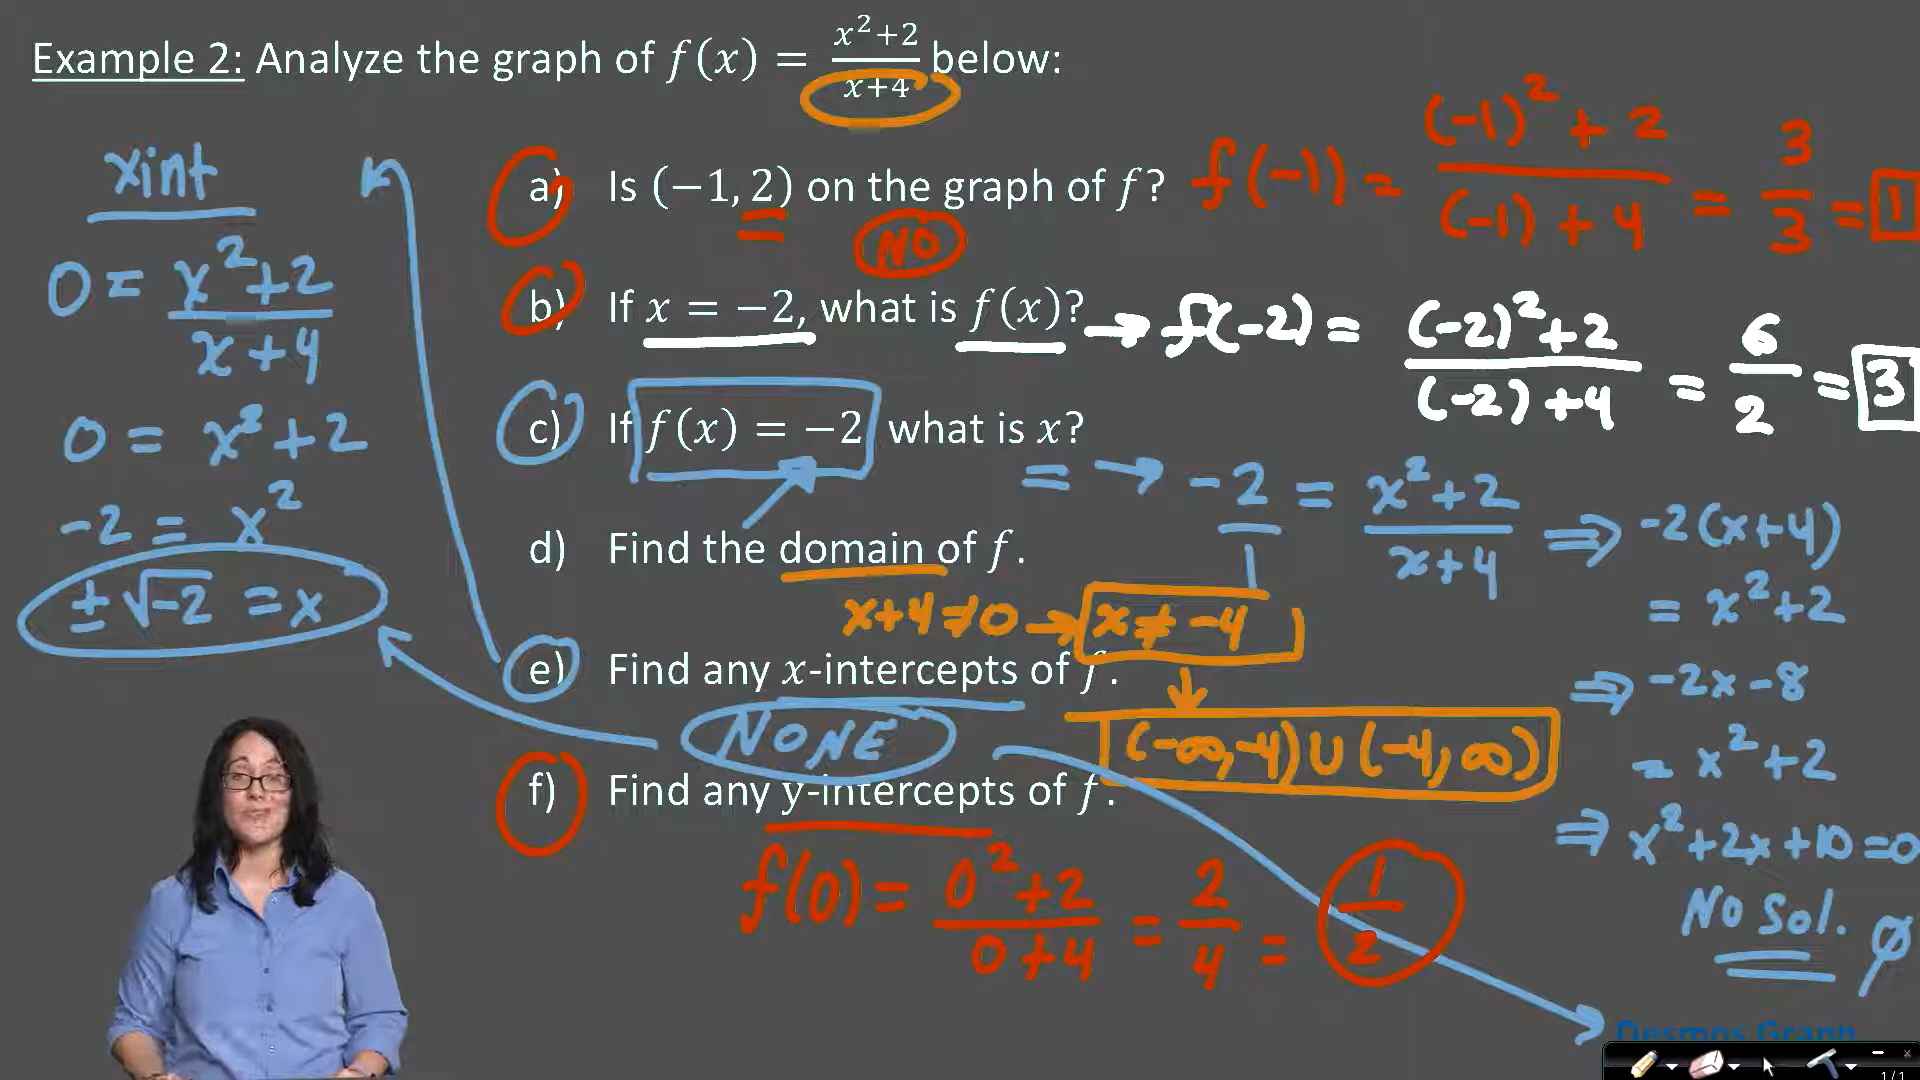 Example 2: Analyze the graph of f(x) = (x²+2)/(x+4) below:
xint
0 = (x²+2)/(x+4)
0 = x²+2
-2 = x²
±√-2 = x
a) Is (−1, 2) on the graph of f?
NO
f(-1) = ((-1)²+2)/((-1)+4) = 3/3 = 1
b) If x = −2, what is f(x)?
→ f(-2) = ((-2)²+2)/((-2)+4) = 6/2 = 3
c) If f(x) = −2 what is x?
= → -2/1 = (x²+2)/(x+4) ⇒ -2(x+4)
= x²+2
⇒ -2x-8
= x²+2
⇒ x²+2x+10=0
No Sol. ∅
d) Find the domain of f.
x+4≠0 → x≠-4
↓
(-∞,-4)∪(-4,∞)
e) Find any x-intercepts of f.
NONE
f) Find any y-intercepts of f.
f(0) = (0²+2)/(0+4) = 2/4 = 1/2
Desmos Graph
1/1